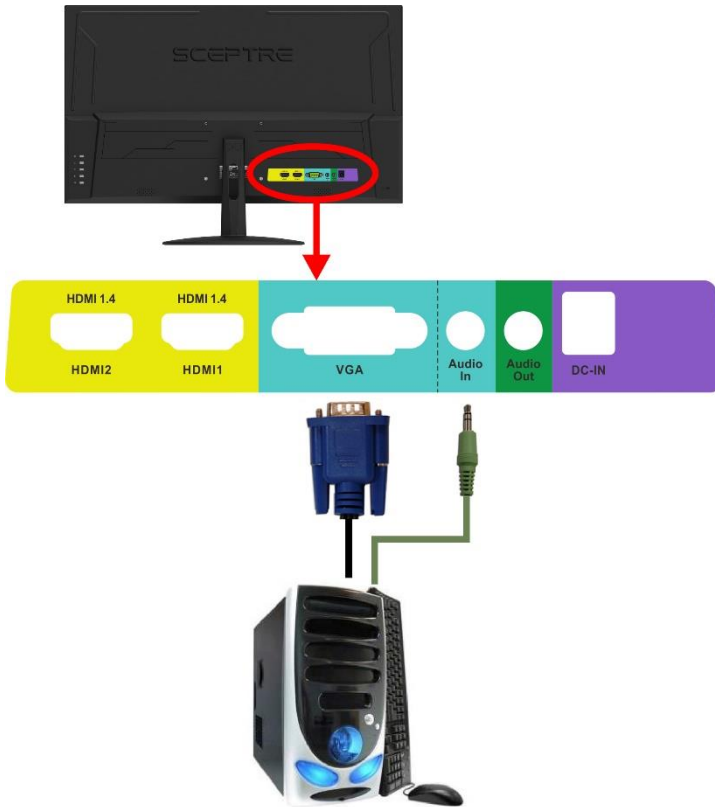 SCEPTRE
HDMI 1.4
HDMI 1.4
HDMI2
HDMI1
VGA
Audio
In
Audio
Out
DC-IN